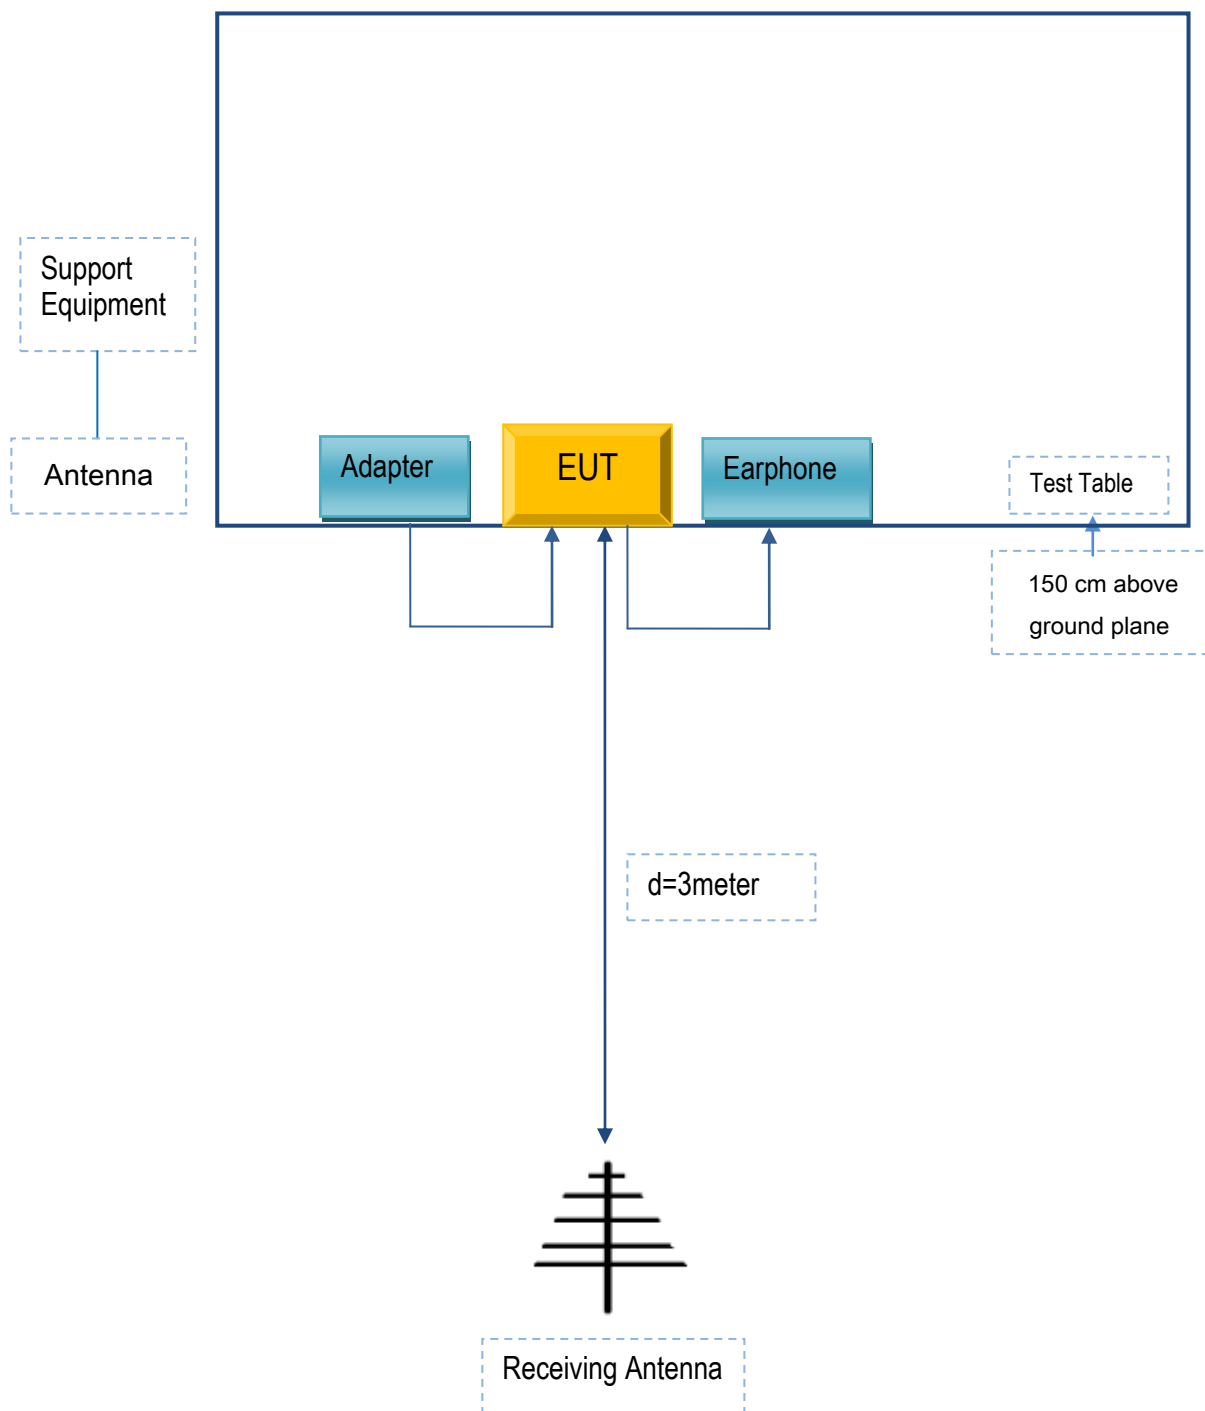 Support
Equipment
Antenna
Adapter
EUT
Earphone
Test Table
150 cm above
ground plane
d=3meter
Receiving Antenna